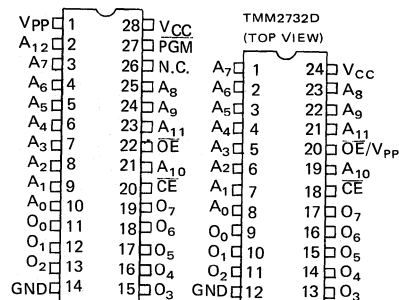 VPP 1 28 VCC
A12 2 27 PGM
A7 3 26 N.C.
A6 4 25 A8
A5 5 24 A9
A4 6 23 A11
A3 7 22 OE
A2 8 21 A10
A1 9 20 CE
A0 10 19 O7
O0 11 18 O6
O1 12 17 O5
O2 13 16 O4
GND 14 15 O3
TMM2732D
(TOP VIEW)
A7 1 24 VCC
A6 2 23 A8
A5 3 22 A9
A4 4 21 A11
A3 5 20 OE/VPP
A2 6 19 A10
A1 7 18 CE
A0 8 17 O7
O0 9 16 O6
O1 10 15 O5
O2 11 14 O4
GND 12 13 O3